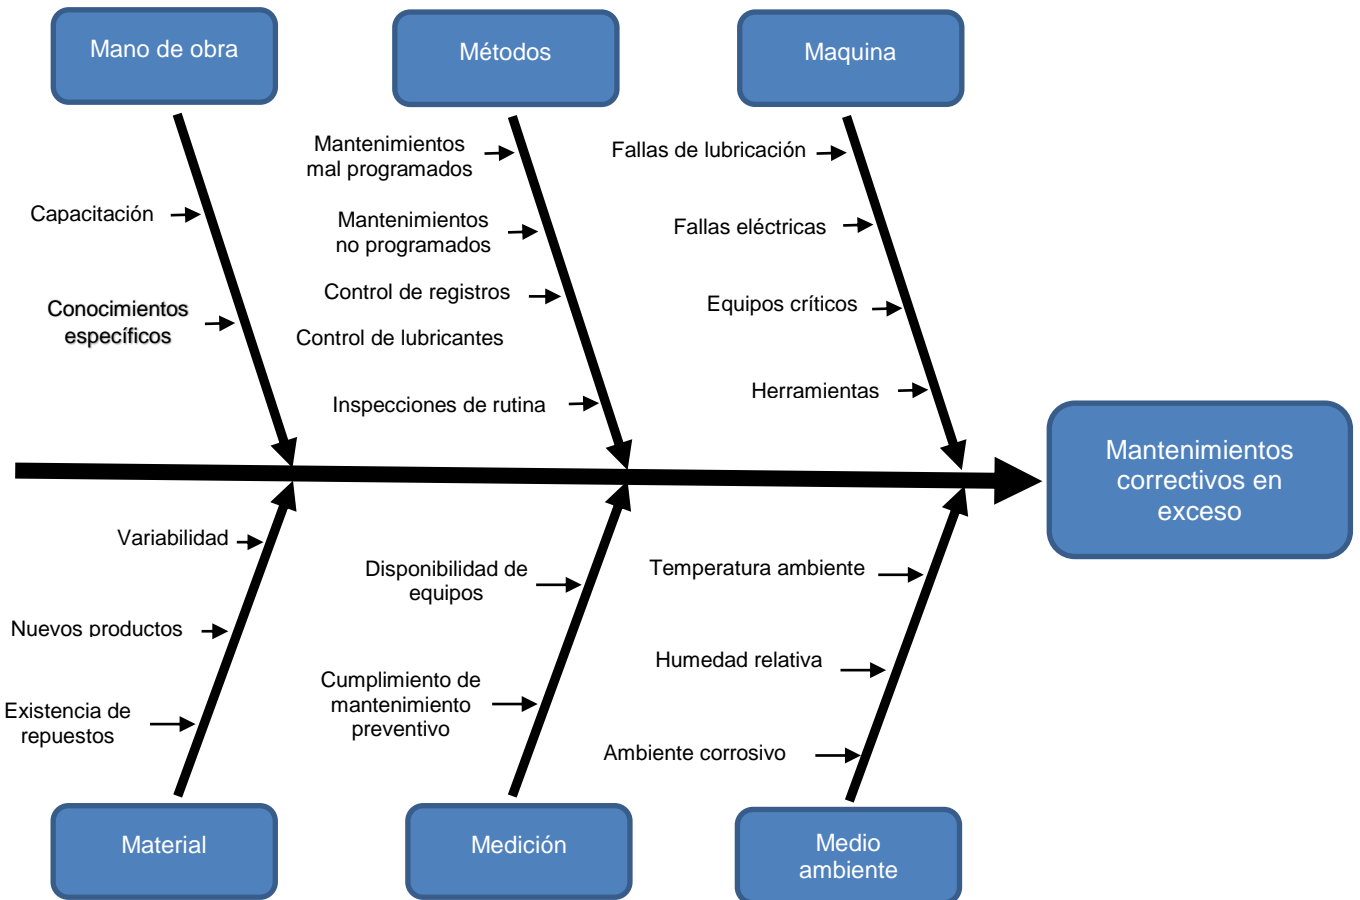 Mano de obra
Métodos
Maquina
Mantenimientos
mal programados
Fallas de lubricación
Capacitación
Mantenimientos
no programados
Fallas eléctricas
Conocimientos
específicos
Control de registros
Equipos críticos
Control de lubricantes
Inspecciones de rutina
Herramientas
Mantenimientos
correctivos en
exceso
Variabilidad
Disponibilidad de
equipos
Temperatura ambiente
Nuevos productos
Cumplimiento de
mantenimiento
preventivo
Humedad relativa
Existencia de
repuestos
Ambiente corrosivo
Material
Medición
Medio
ambiente